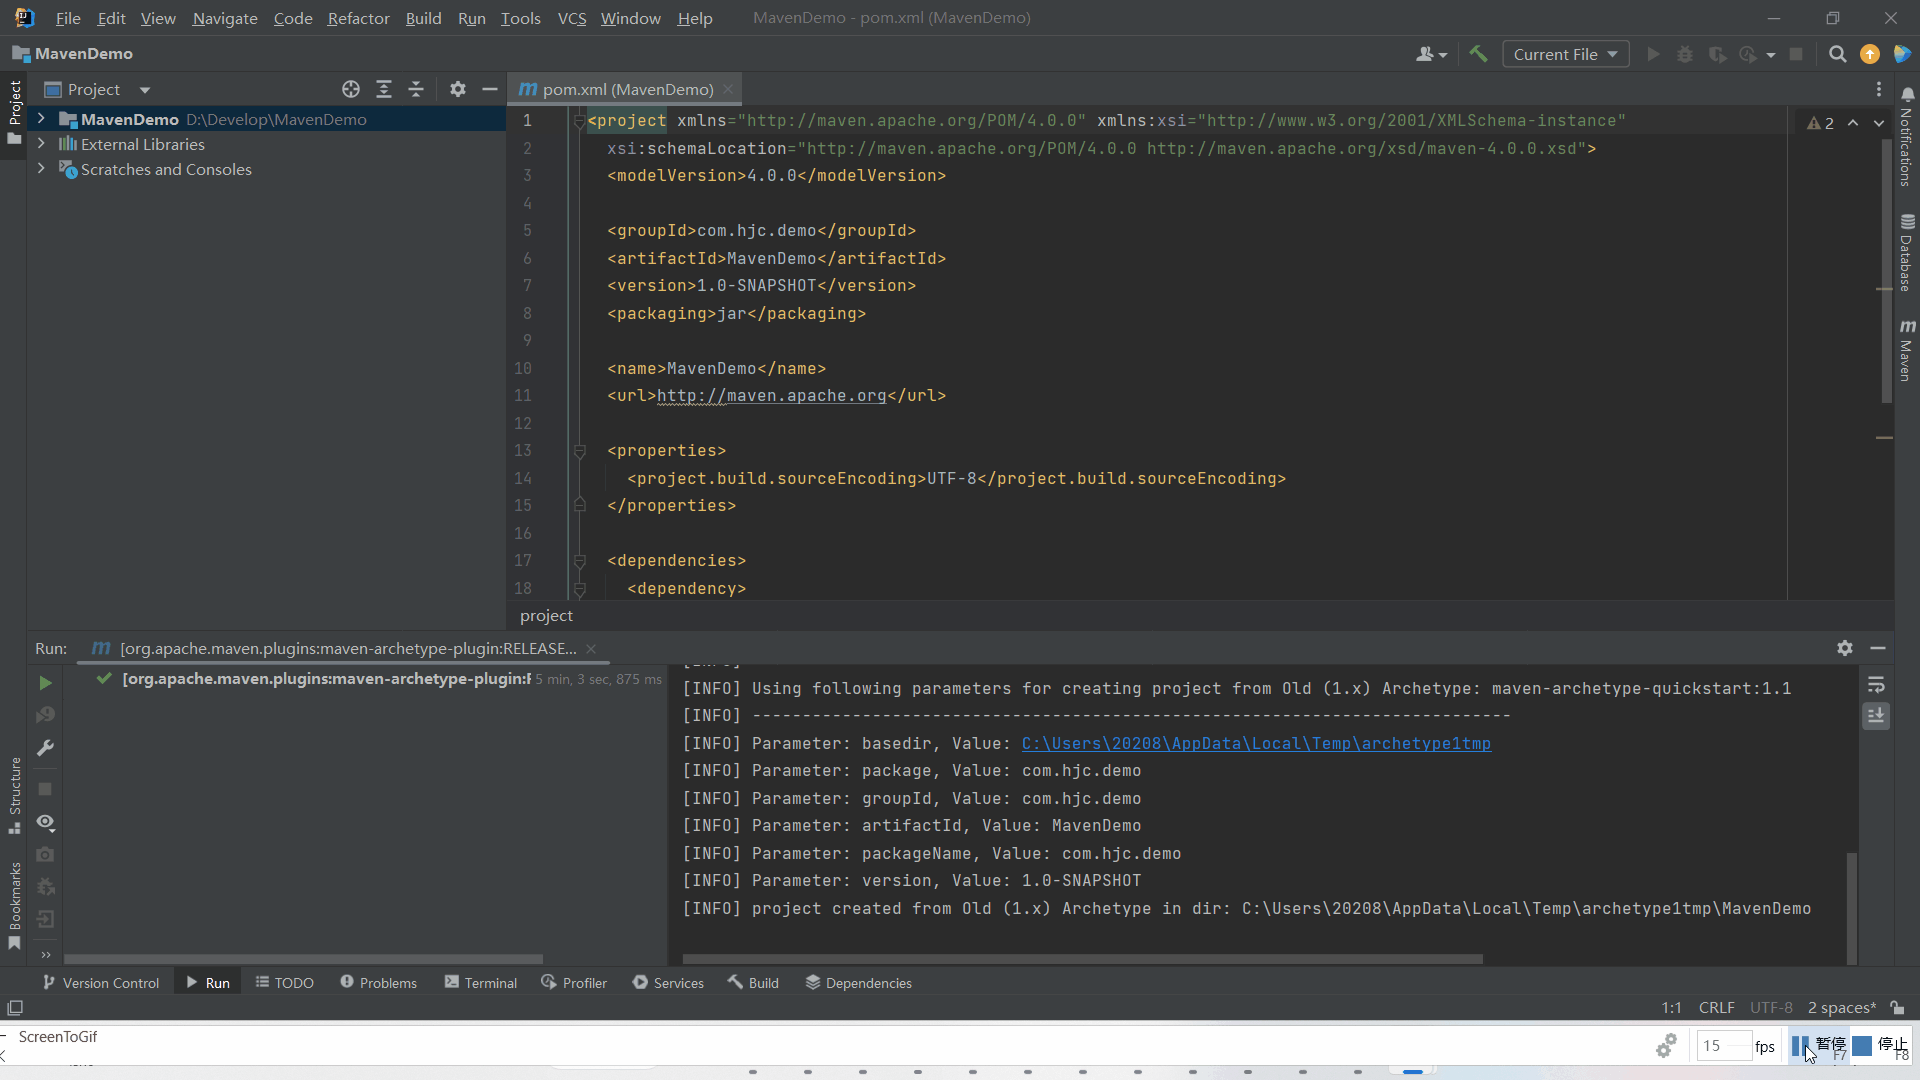 File Edit View Navigate Code Refactor Build Run Tools VCS Window Help MavenDemo - pom.xml (MavenDemo)
MavenDemo
Current File
Project
pom.xml (MavenDemo)
Project
MavenDemo D:\Develop\MavenDemo
External Libraries
Scratches and Consoles
1 <project xmlns="http://maven.apache.org/POM/4.0.0" xmlns:xsi="http://www.w3.org/2001/XMLSchema-instance"
2 xsi:schemaLocation="http://maven.apache.org/POM/4.0.0 http://maven.apache.org/xsd/maven-4.0.0.xsd">
3 <modelVersion>4.0.0</modelVersion>
4
5 <groupId>com.hjc.demo</groupId>
6 <artifactId>MavenDemo</artifactId>
7 <version>1.0-SNAPSHOT</version>
8 <packaging>jar</packaging>
9
10 <name>MavenDemo</name>
11 <url>http://maven.apache.org</url>
12
13 <properties>
14 <project.build.sourceEncoding>UTF-8</project.build.sourceEncoding>
15 </properties>
16
17 <dependencies>
18 <dependency>
project
2
Notifications
Database
Maven
Run: [org.apache.maven.plugins:maven-archetype-plugin:RELEASE...
[org.apache.maven.plugins:maven-archetype-plugin:F 5 min, 3 sec, 875 ms
[INFO]
[INFO] Using following parameters for creating project from Old (1.x) Archetype: maven-archetype-quickstart:1.1
[INFO] ----------------------------------------------------------------------------
[INFO] Parameter: basedir, Value: C:\Users\20208\AppData\Local\Temp\archetype1tmp
[INFO] Parameter: package, Value: com.hjc.demo
[INFO] Parameter: groupId, Value: com.hjc.demo
[INFO] Parameter: artifactId, Value: MavenDemo
[INFO] Parameter: packageName, Value: com.hjc.demo
[INFO] Parameter: version, Value: 1.0-SNAPSHOT
[INFO] project created from Old (1.x) Archetype in dir: C:\Users\20208\AppData\Local\Temp\archetype1tmp\MavenDemo
Structure
Bookmarks
Version Control Run TODO Problems Terminal Profiler Services Build Dependencies
1:1 CRLF UTF-8 2 spaces*
ScreenToGif
15 fps 暂停 F7 停止 F8